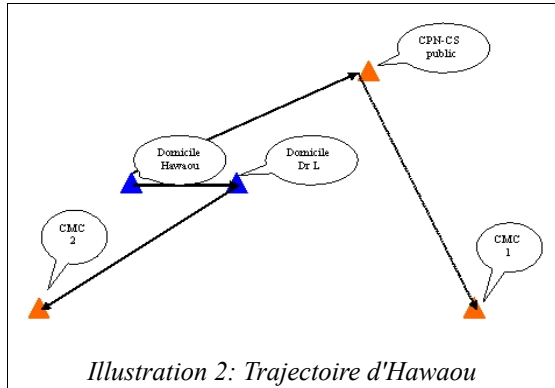 CPN-CS
public
Domicile
Hawaou
Domicile
Dr L
CMC
2
CMC
1
Illustration 2: Trajectoire d'Hawaou